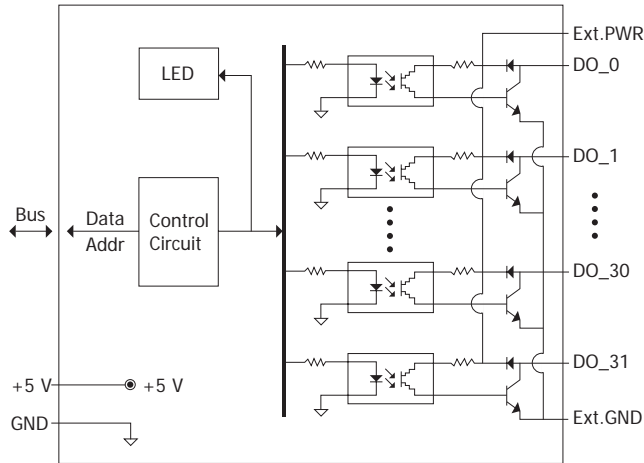 Ext.PWR
LED
DO_0
DO_1
Bus
Data
Addr
Control
Circuit
DO_30
+5 V
+5 V
DO_31
GND
Ext.GND